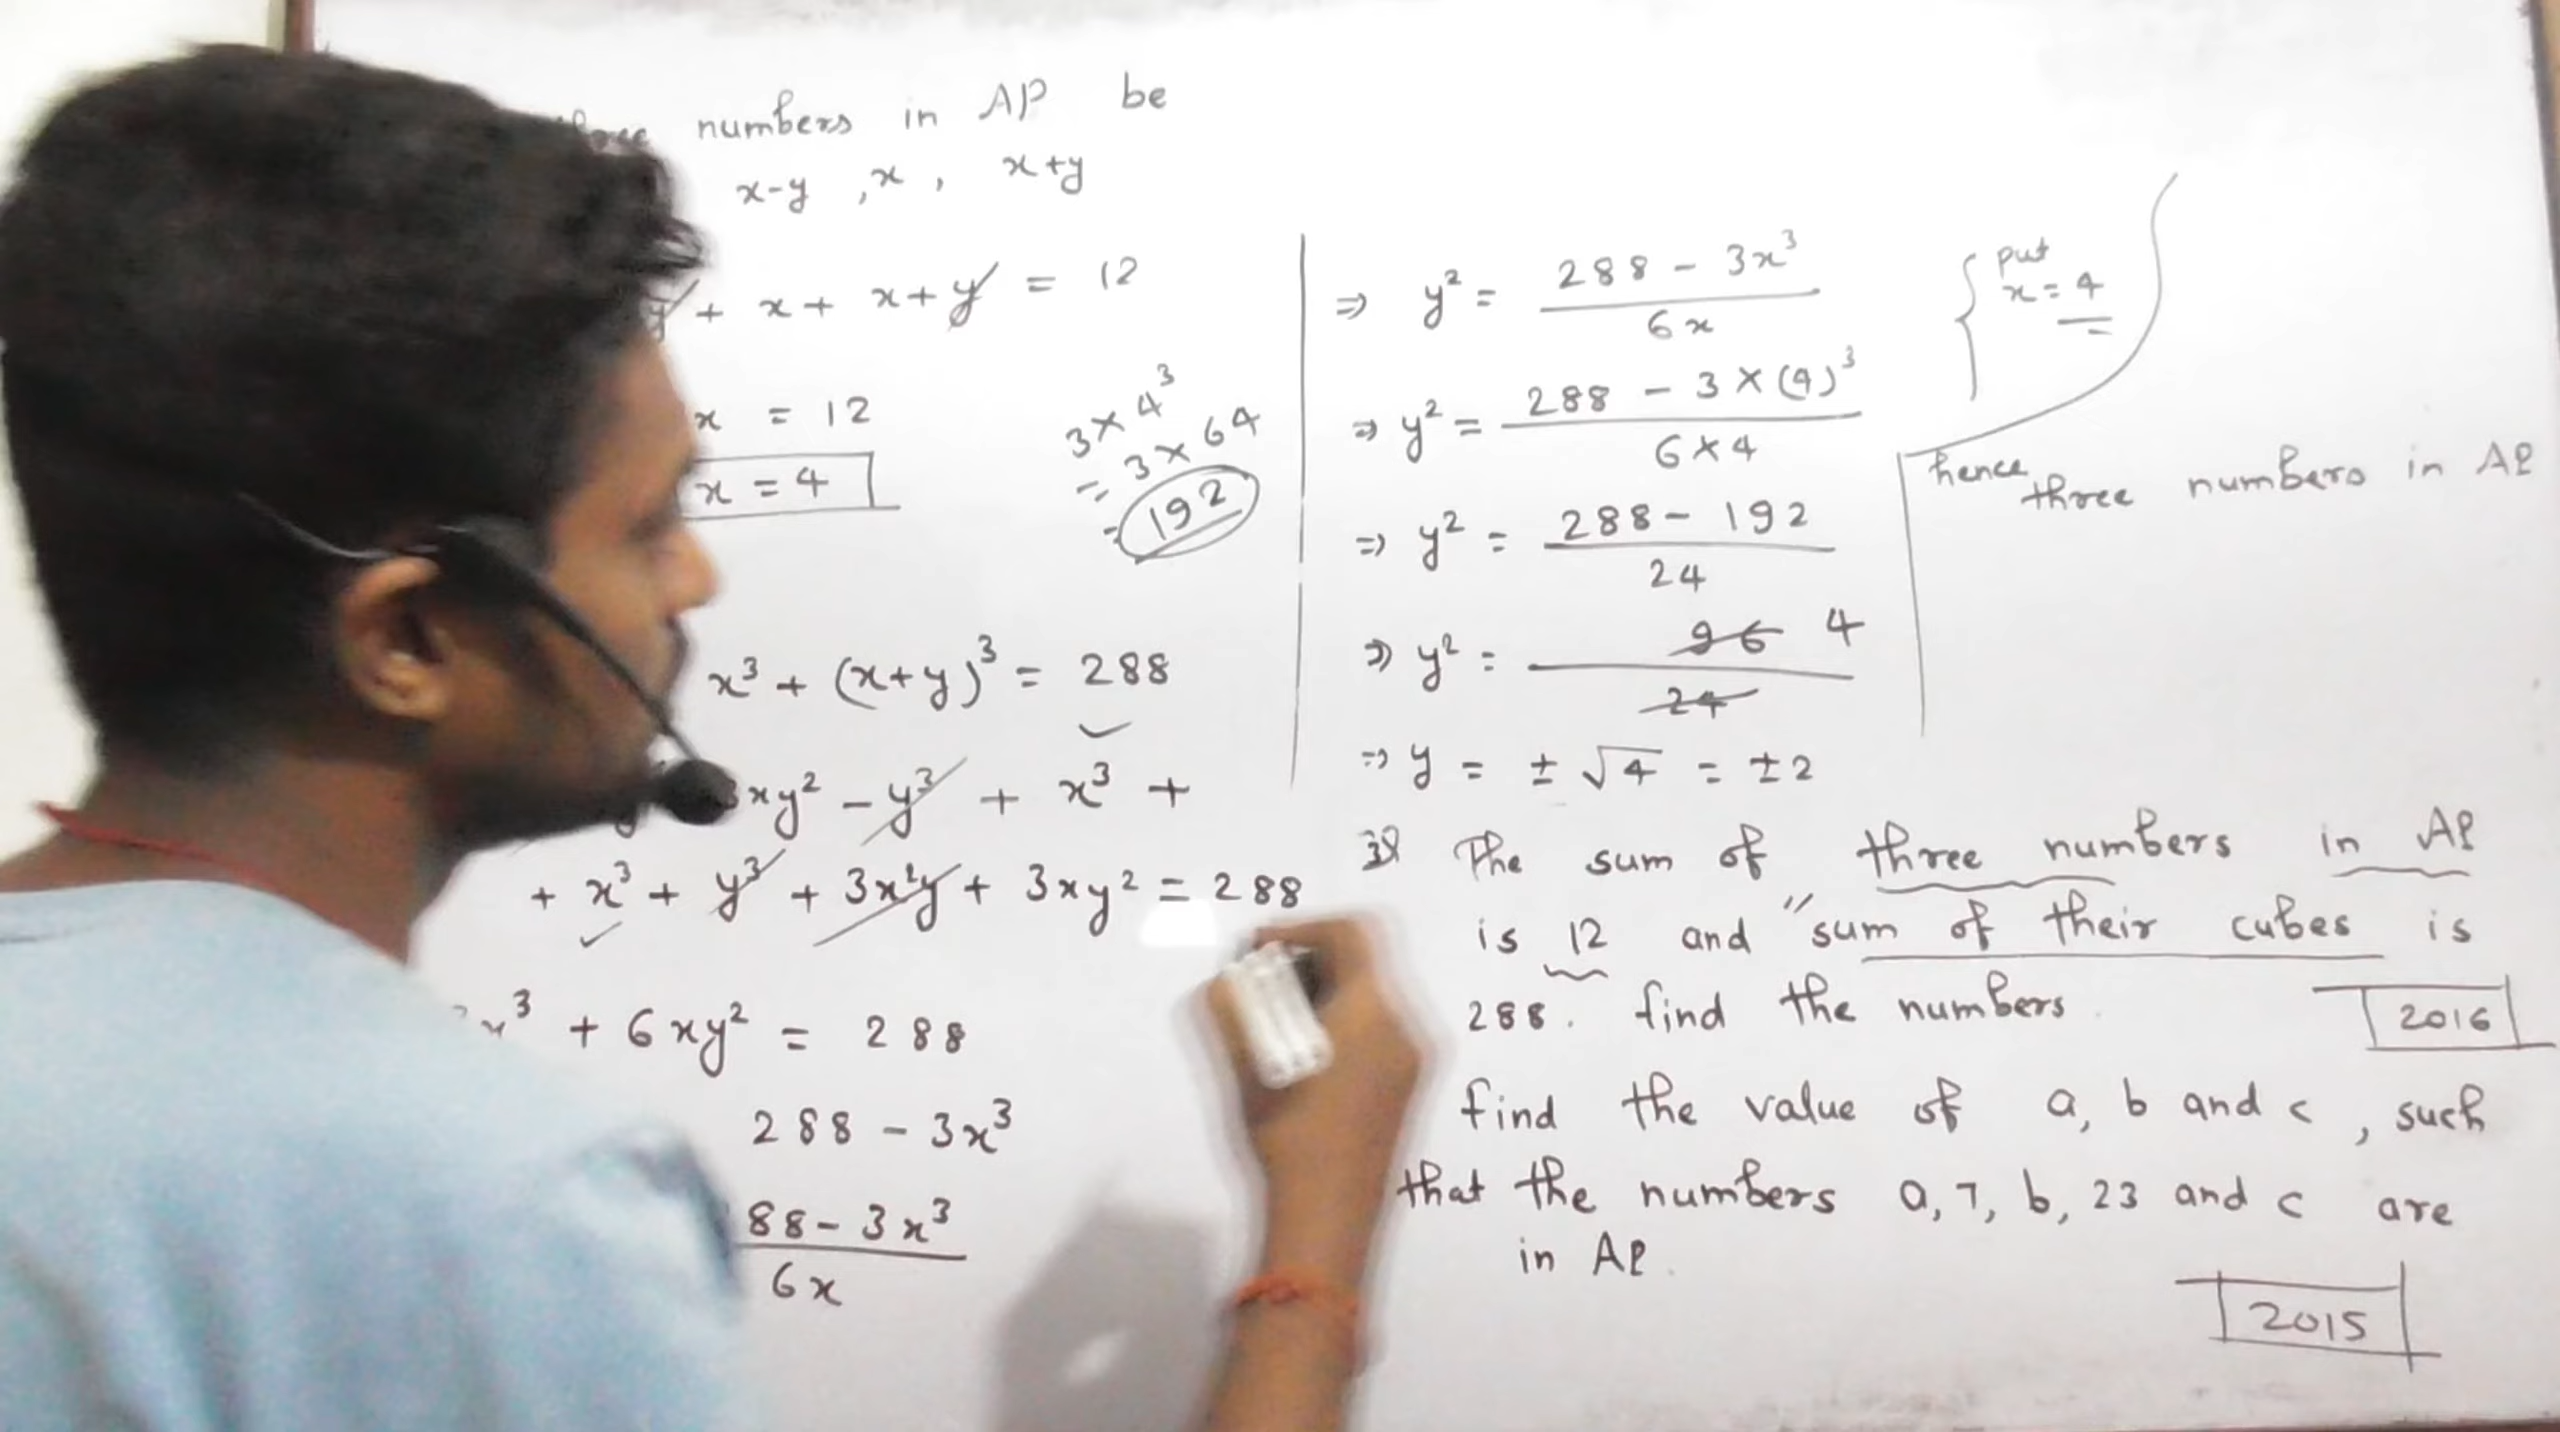 numbers in AP be
x-y , x , x+y
+ x + x+y = 12
x = 12
x = 4
3 × 4³
= 3 × 64
= 192
x³ + (x+y)³ = 288
3xy² - y³ + x³ +
+ x³ + y³ + 3x²y + 3xy² = 288
x³ + 6xy² = 288
288 - 3x³
88 - 3x³
6x
⇒ y² = 288 - 3x³
6x
put
x = 4
⇒ y² = 288 - 3×(4)³
6×4
⇒ y² = 288 - 192
24
⇒ y² = 96 4
24
⇒ y = ± √4 = ±2
hence three numbers in AP
The sum of three numbers in AP
is 12 and "sum of their cubes is
288. find the numbers
2016
find the value of a, b and c, such
that the numbers a, 7, b, 23 and c are
in AP.
2015